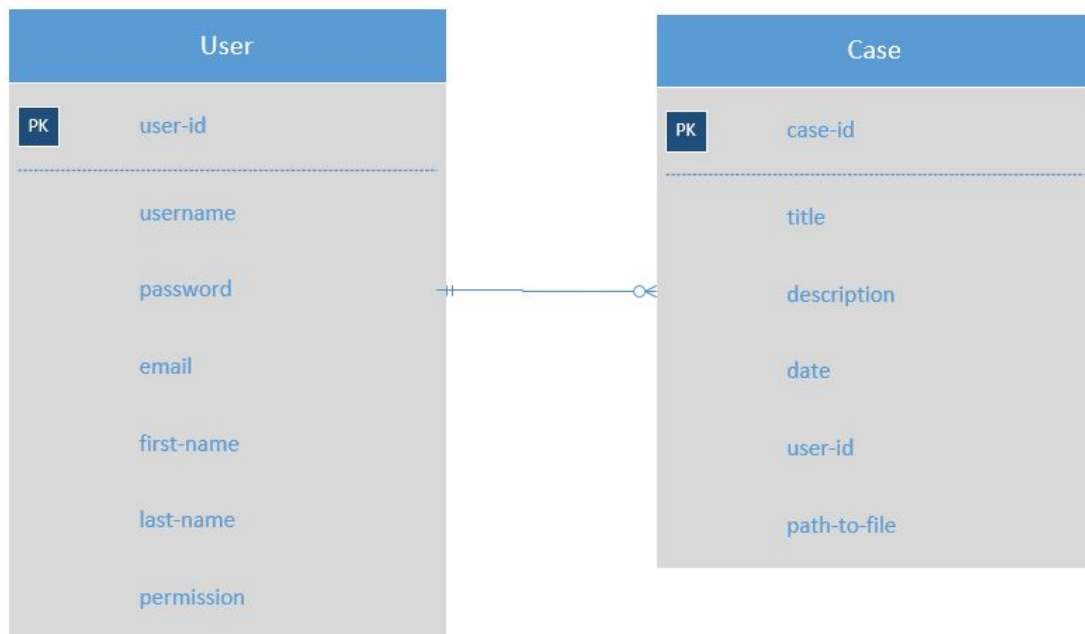 User
PK
user-id
username
password
email
first-name
last-name
permission
Case
PK
case-id
title
description
date
user-id
path-to-file